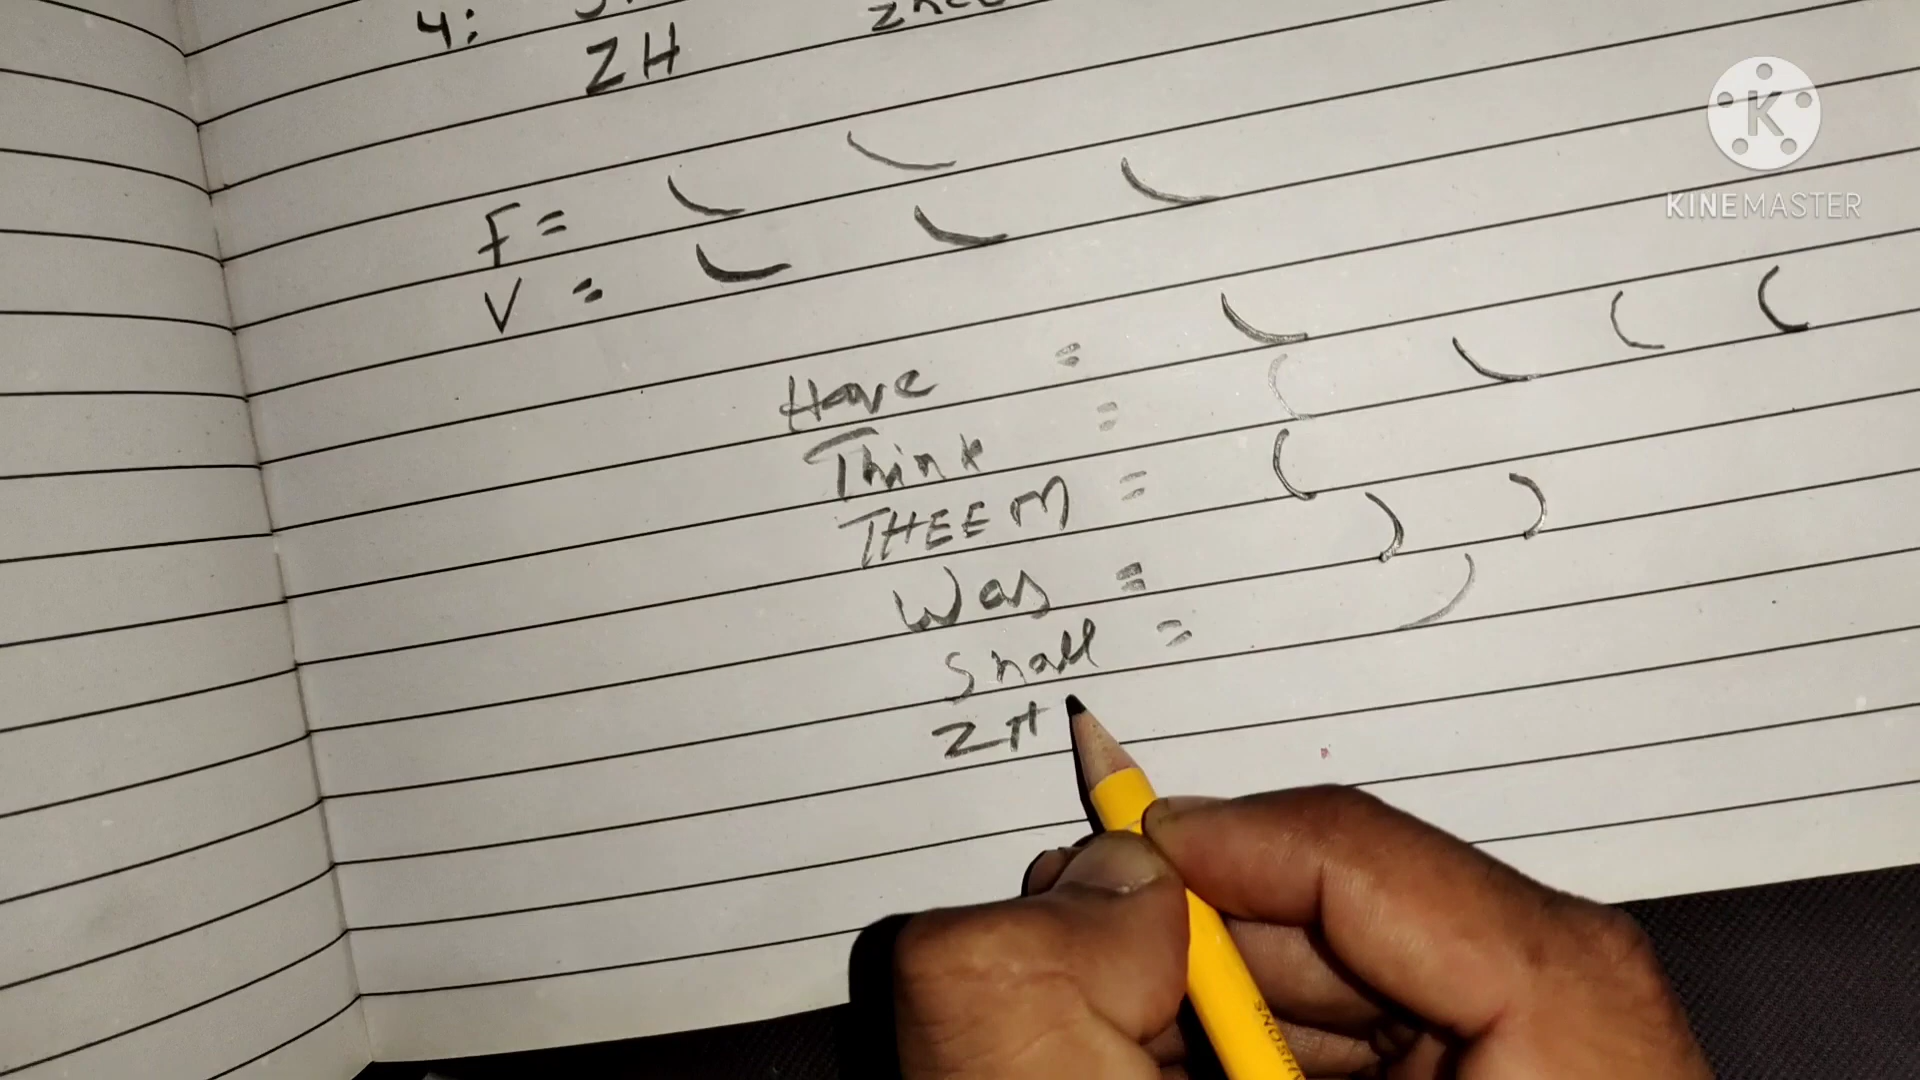 4:
ZH
F =
V =
Have =
Think =
THEEM =
Was =
Shall =
ZH
K
KINEMASTER